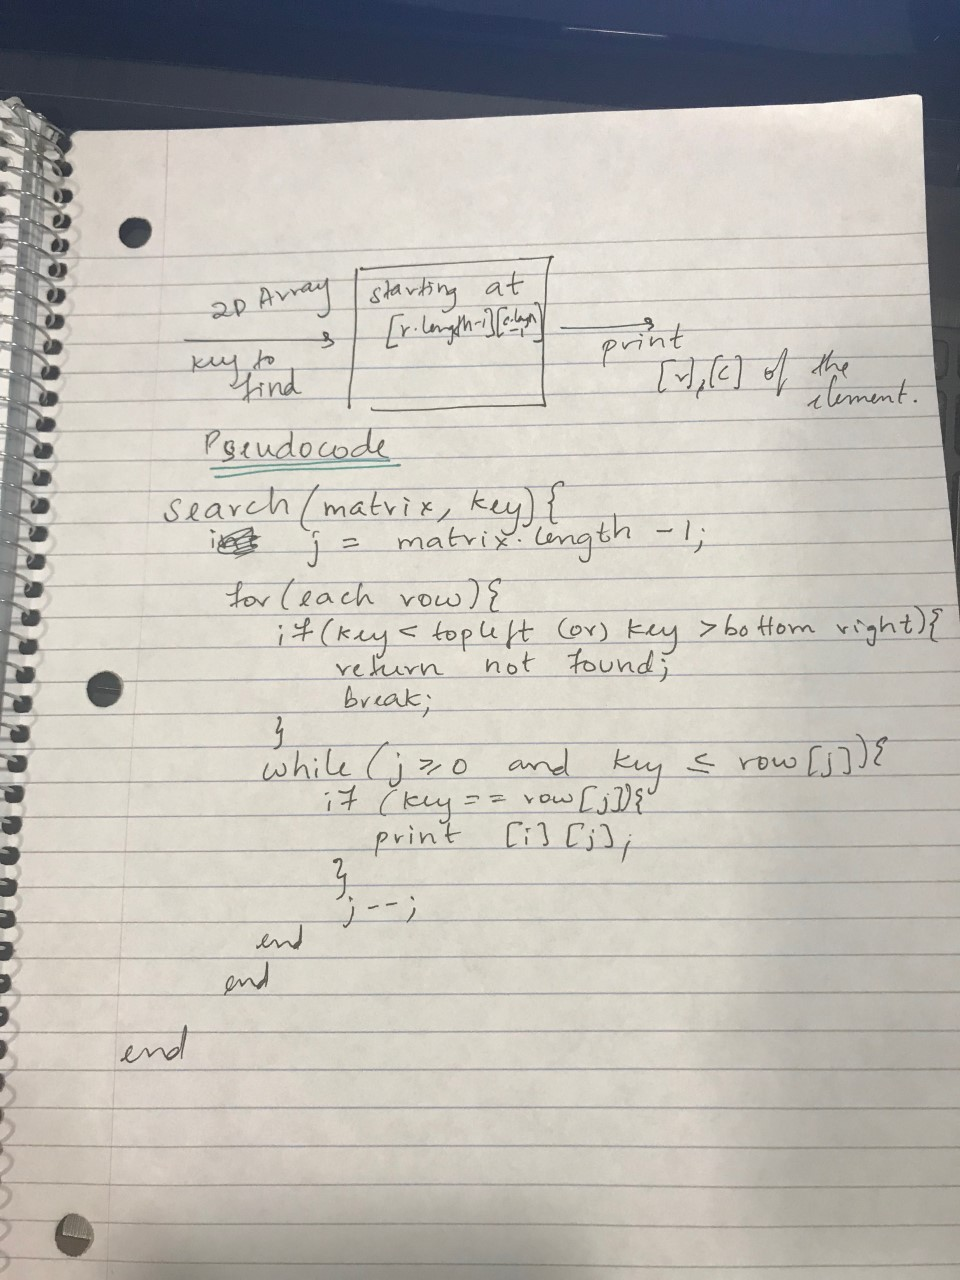 2D Array
key to
find
starting at
[r.length-1][c.length
-1]
print
[r],[c] of the
element.
Pseudocode
search (matrix, key) {
j = matrix.length -1;
for (each row) {
if (key < top left (or) key > bottom right) {
return not found;
break;
}
while (j ≥ 0 and key ≤ row [j]) {
if (key == row [j]) {
print [i] [j];
}
j--;
end
end
end